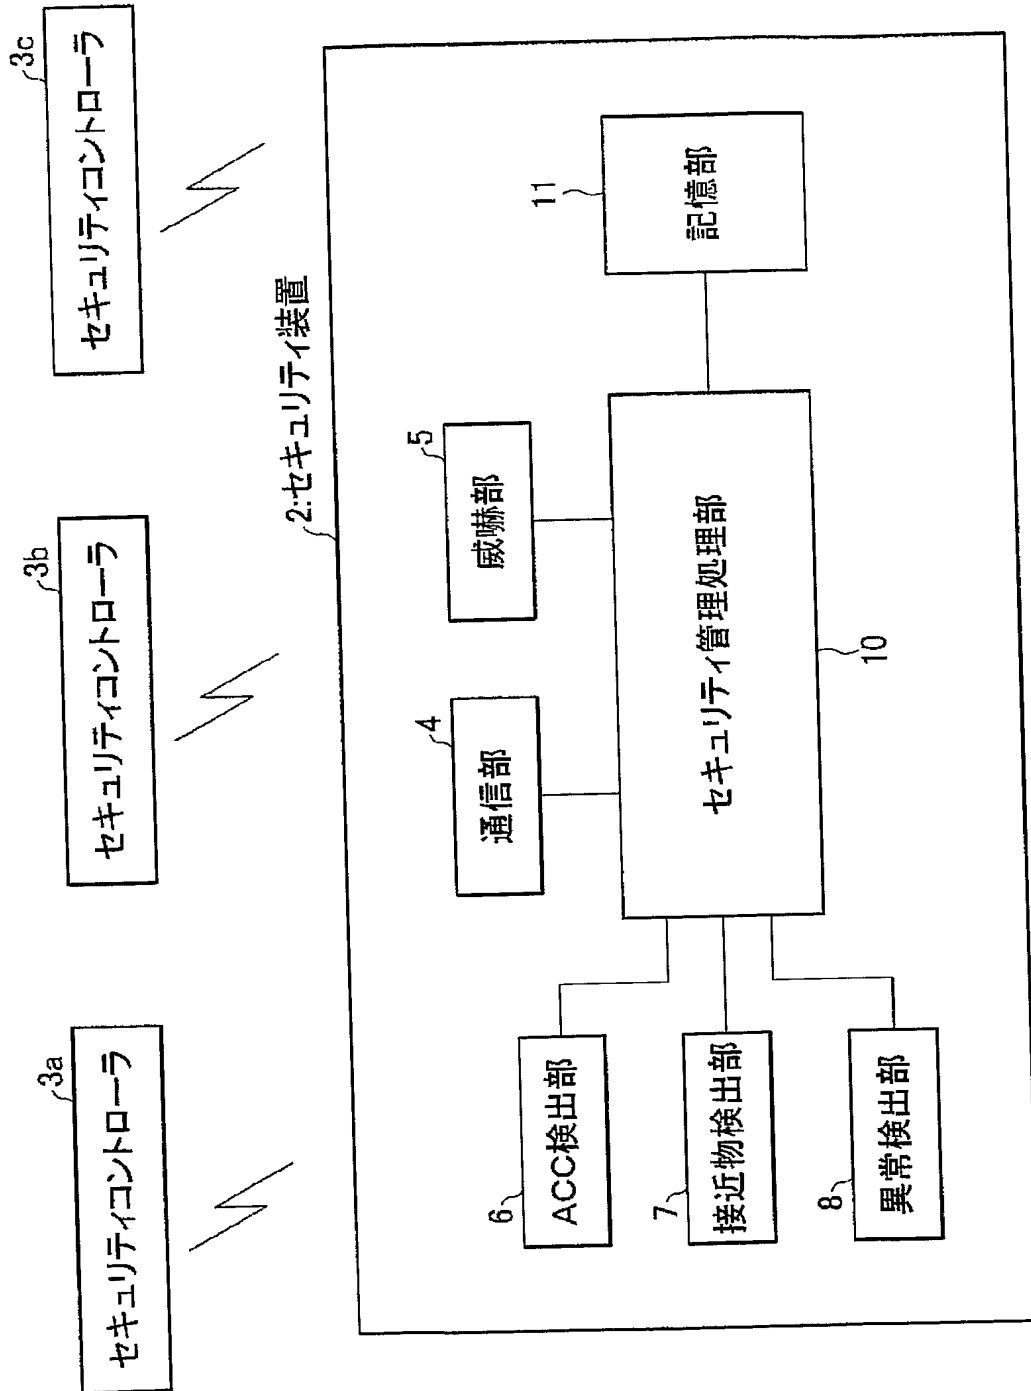 3a
セキュリティコントローラ
3b
セキュリティコントローラ
3c
セキュリティコントローラ
2:セキュリティ装置
4
通信部
5
威嚇部
6
ACC検出部
7
接近物検出部
8
異常検出部
セキュリティ管理処理部
10
11
記憶部